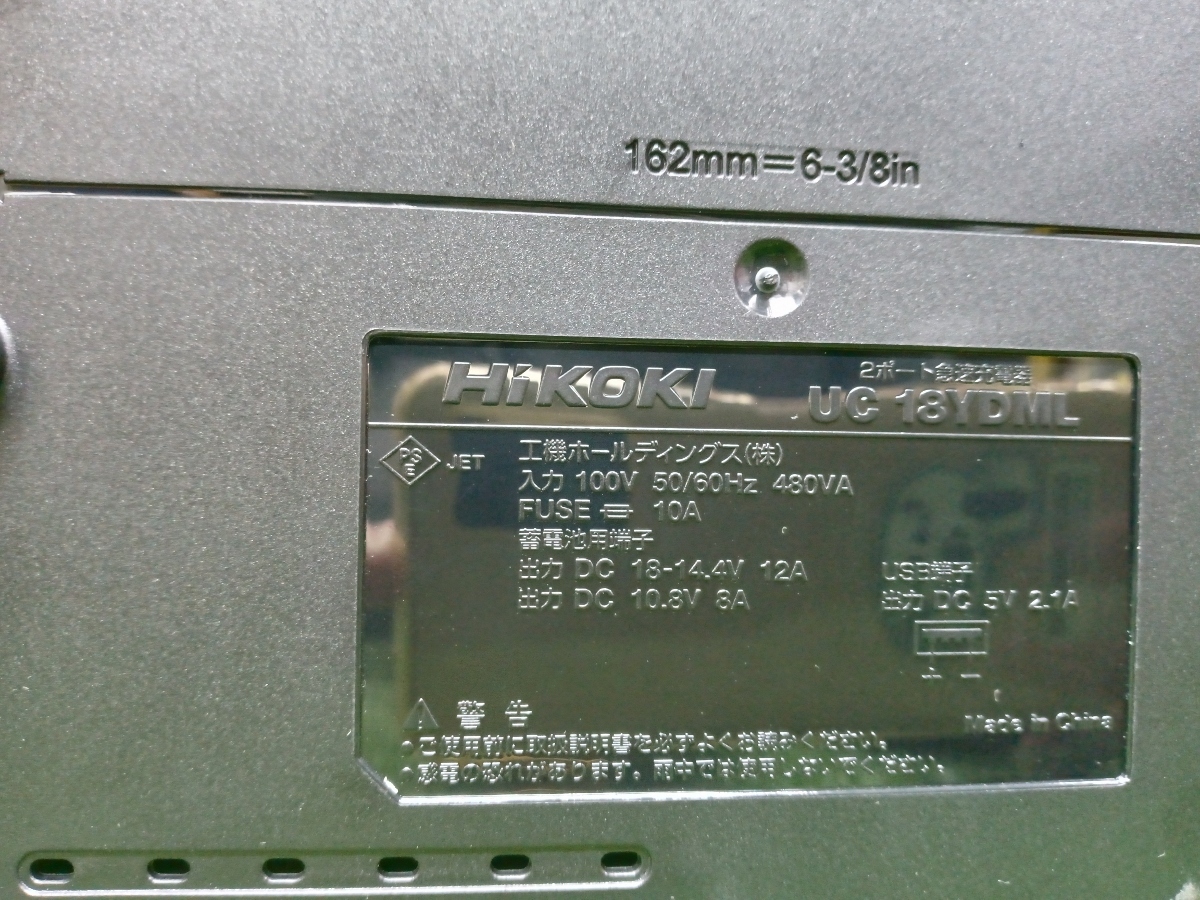 162mm=6-3/8in
HiKOKI
2ポート急速充電器
UC 18YDML
PS
E
JET
工機ホールディングス(株)
入力 100V 50/60Hz 480VA
FUSE 10A
蓄電池用端子
出力 DC 18-14.4V 12A
出力 DC 10.8V 8A
USB端子
出力 DC 5V 2.1A
+ −
警告
Made in China
●ご使用前に取扱説明書を必ずよくお読みください。
●感電の恐れがあります。雨中では使用しないでください。